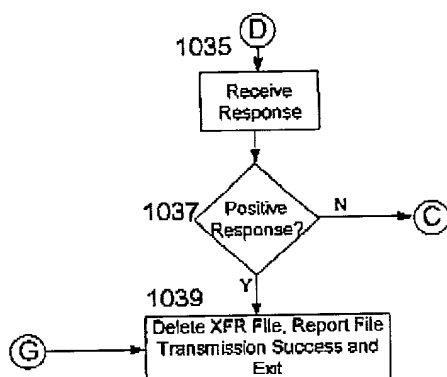 D
1035
Receive
Response
1037
Positive
Response?
N
C
Y
1039
Delete XFR File, Report File
Transmission Success and
Exit
G